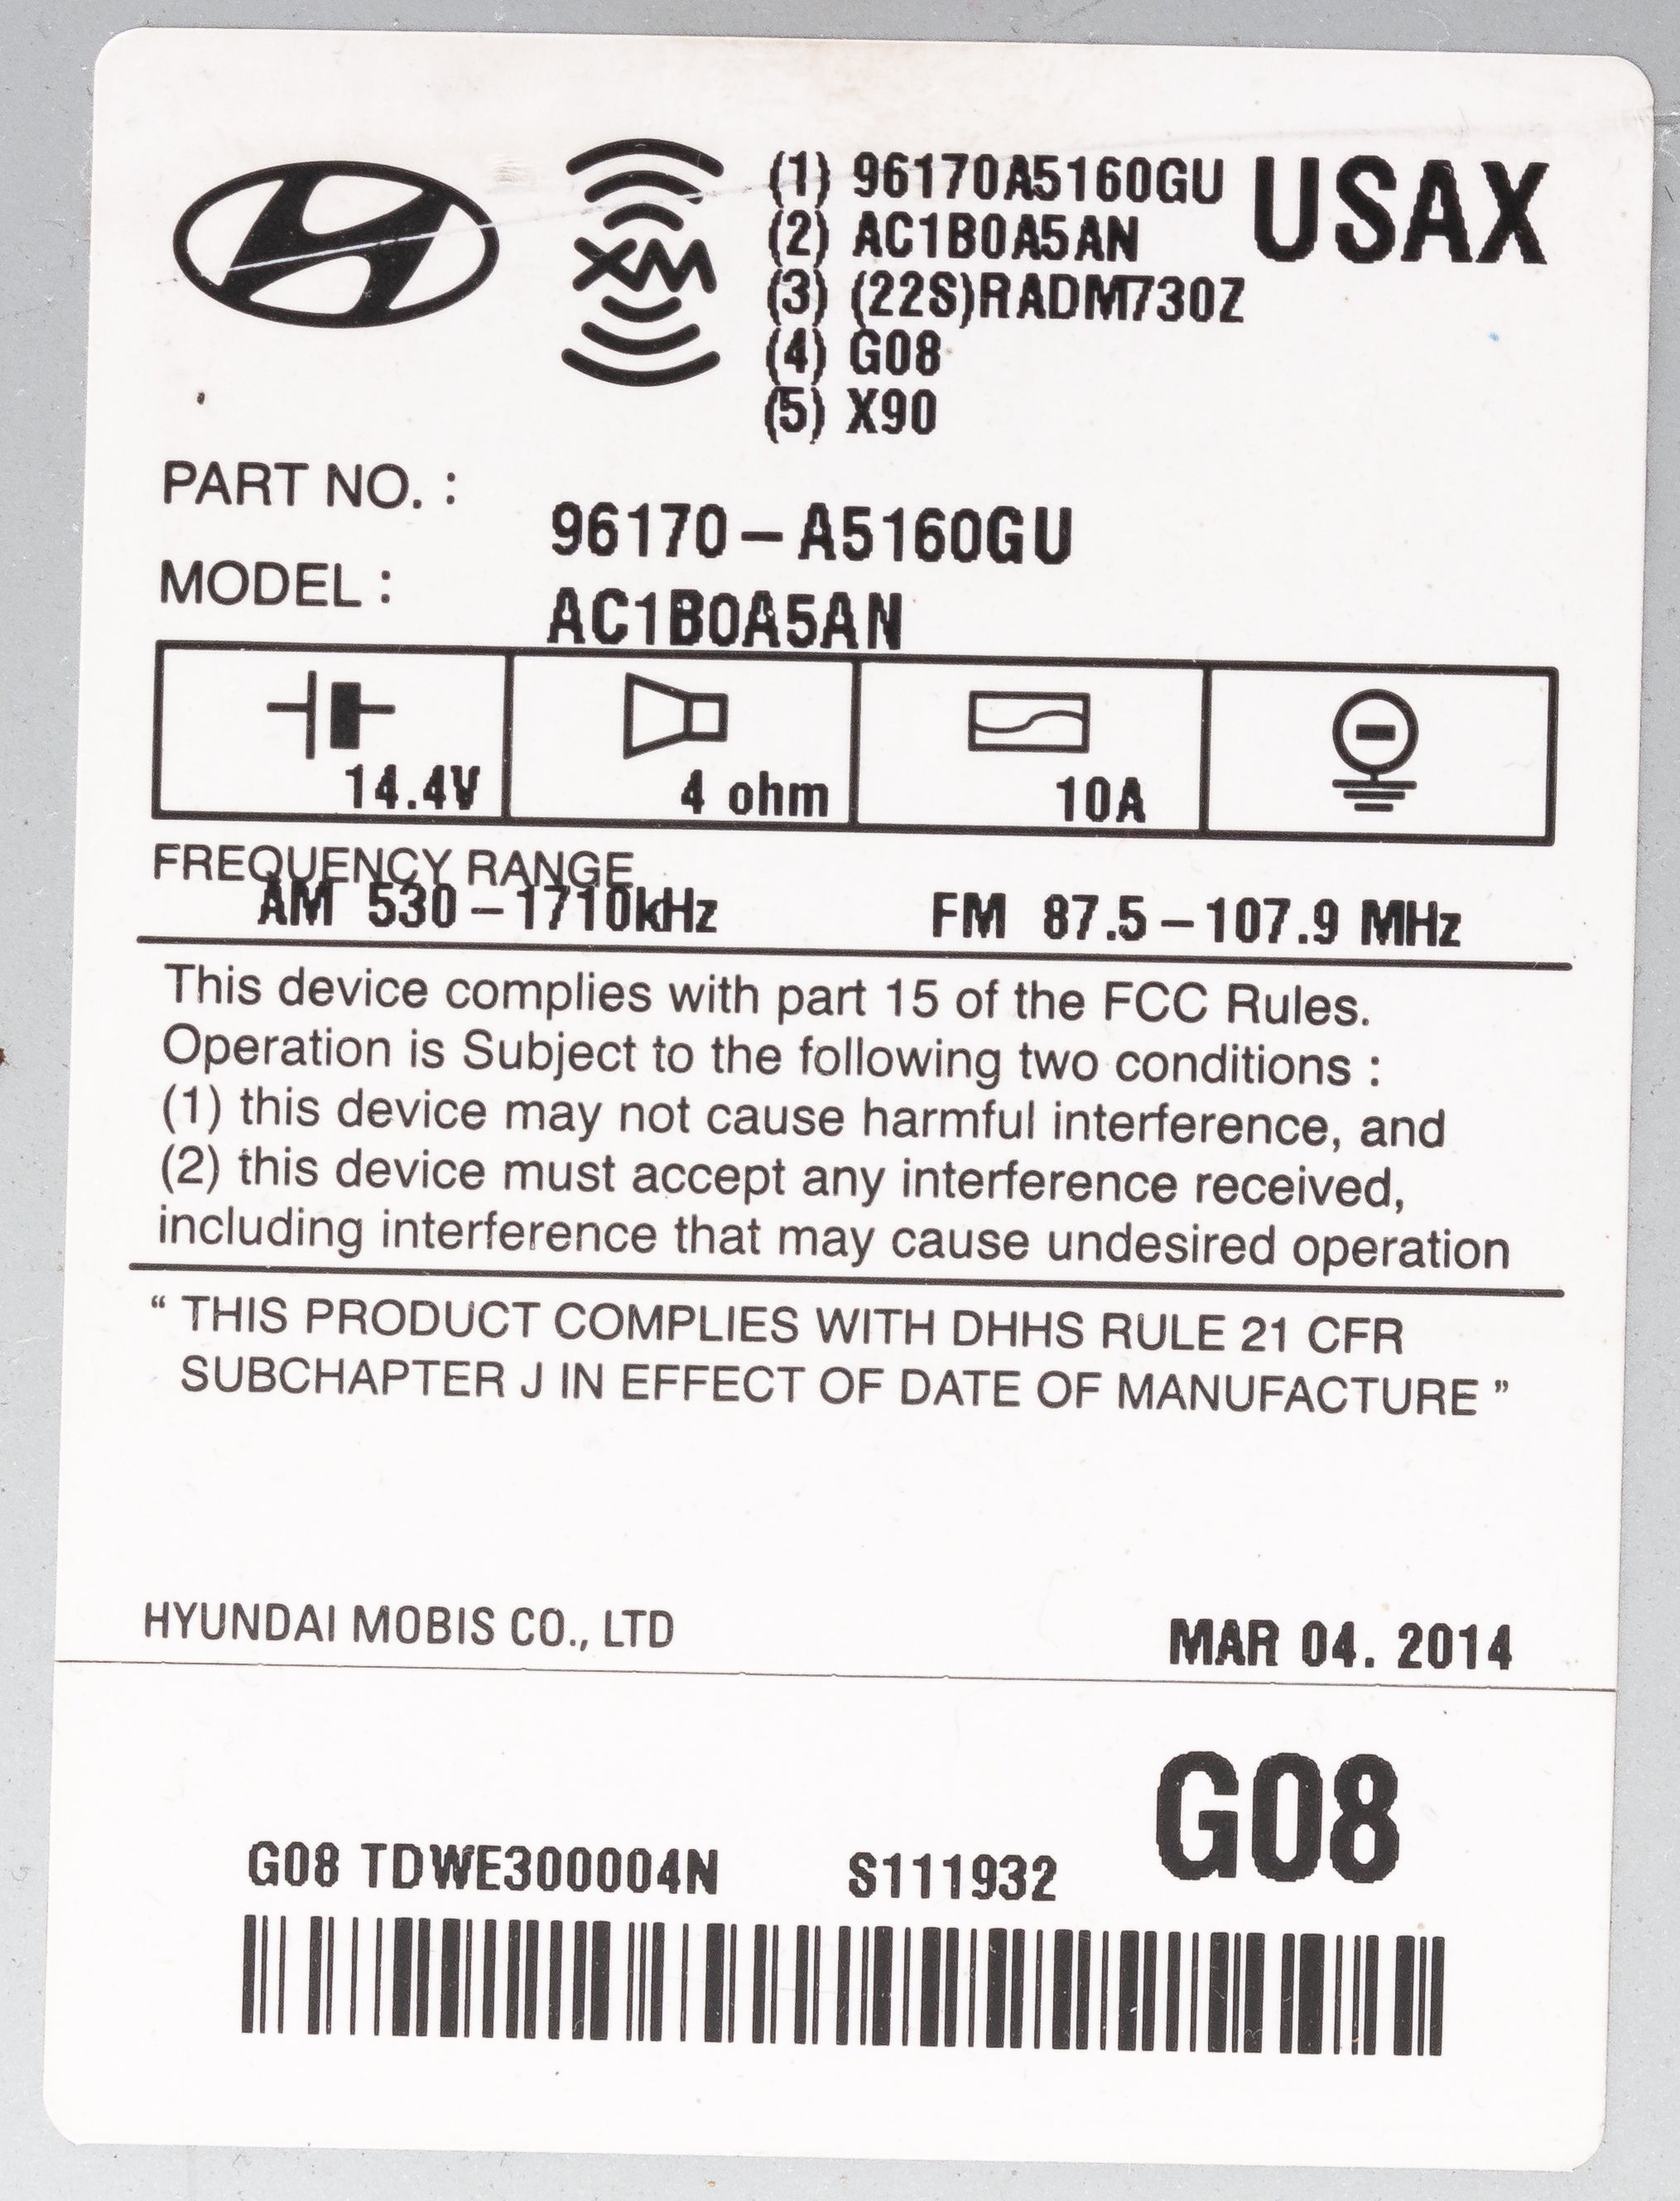 XM
(1) 96170A5160GU USAX
(2) AC1B0A5AN
(3) (22S)RADM730Z
(4) G08
(5) X90
PART NO. :
96170-A5160GU
MODEL :
AC1B0A5AN
14.4V 4 ohm 10A
FREQUENCY RANGE
AM 530-1710kHz FM 87.5-107.9 MHz
This device complies with part 15 of the FCC Rules.
Operation is Subject to the following two conditions :
(1) this device may not cause harmful interference, and
(2) this device must accept any interference received,
including interference that may cause undesired operation
“ THIS PRODUCT COMPLIES WITH DHHS RULE 21 CFR
SUBCHAPTER J IN EFFECT OF DATE OF MANUFACTURE ”
HYUNDAI MOBIS CO., LTD MAR 04. 2014
G08
G08 TDWE300004N S111932